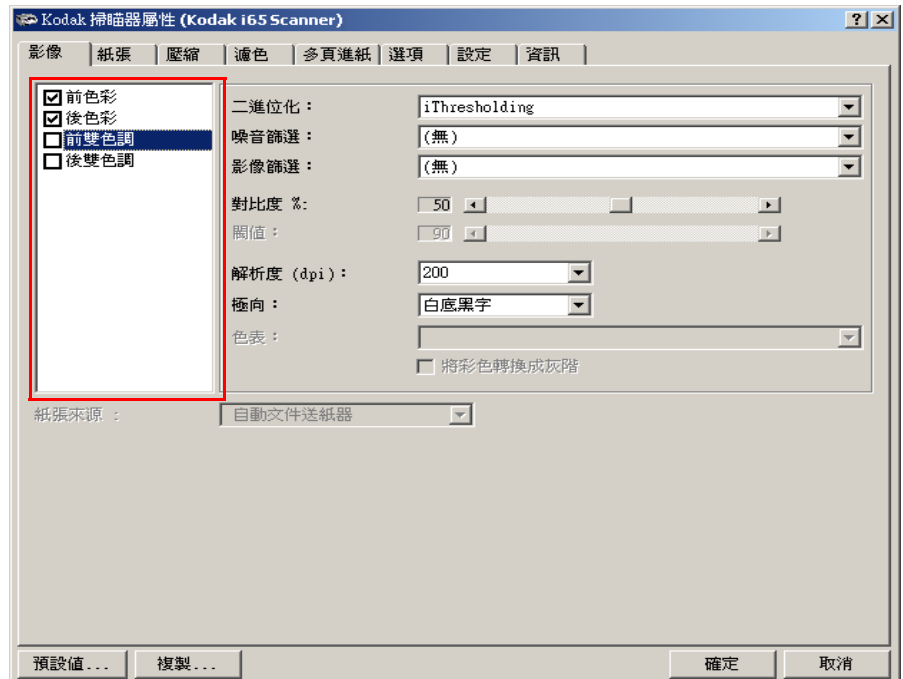 Kodak 掃瞄器屬性 (Kodak i65 Scanner)
影像 紙張 壓縮 濾色 多頁進紙 選項 設定 資訊
前色彩
後色彩
前雙色調
後雙色調
二進位化： iThresholding
噪音篩選： (無)
影像篩選： (無)
對比度 %: 50
閾值： 90
解析度 (dpi)： 200
極向： 白底黑字
色表：
將彩色轉換成灰階
紙張來源 : 自動文件送紙器
預設值... 複製... 確定 取消